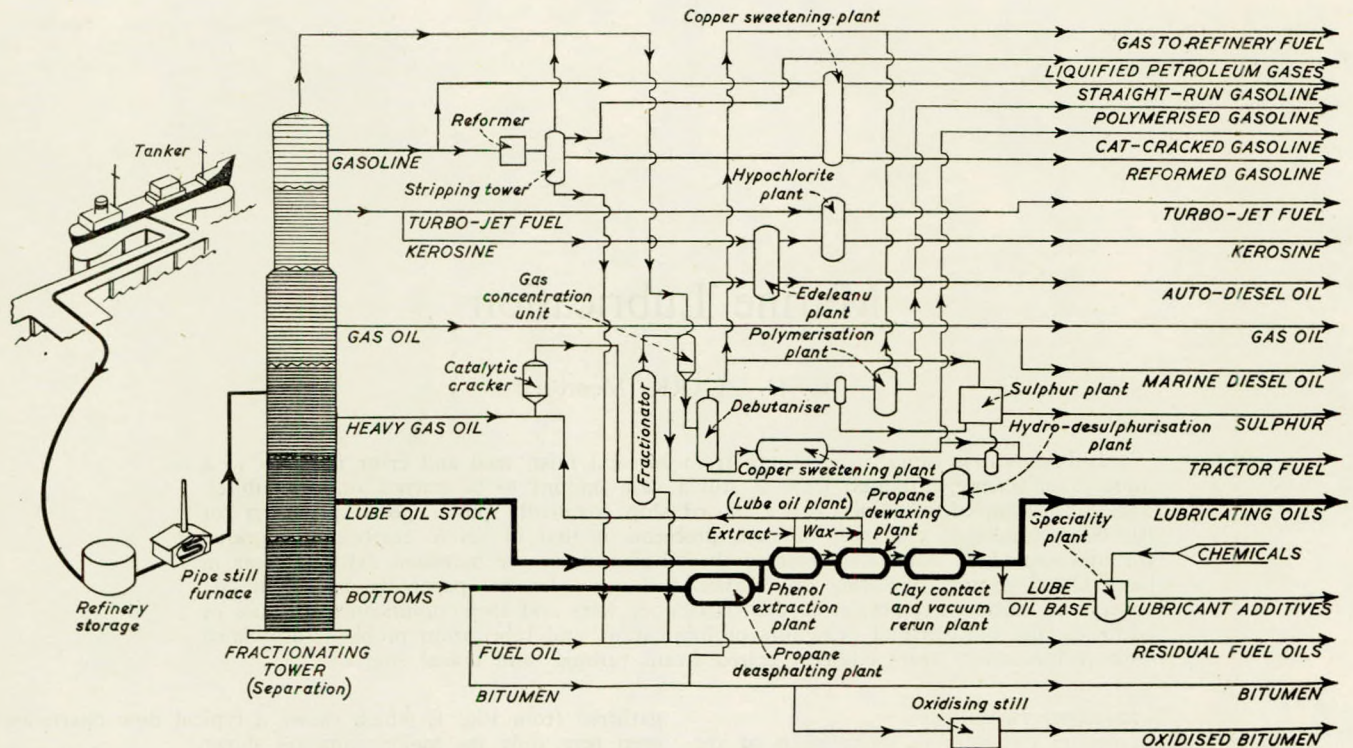 Copper sweetening plant
GAS TO REFINERY FUEL
LIQUIFIED PETROLEUM GASES
STRAIGHT-RUN GASOLINE
POLYMERISED GASOLINE
CAT-CRACKED GASOLINE
REFORMED GASOLINE
Reformer
Tanker
GASOLINE
Stripping tower
Hypochlorite
plant
TURBO-JET FUEL
TURBO-JET FUEL
KEROSINE
KEROSINE
Gas
concentration
unit
Edeleanu
plant
AUTO-DIESEL OIL
GAS OIL
Polymerisation
plant
GAS OIL
Catalytic
cracker
MARINE DIESEL OIL
Sulphur plant
Fractionator
Debutaniser
HEAVY GAS OIL
SULPHUR
Hydro-desulphurisation
plant
Copper sweetening plant
TRACTOR FUEL
LUBE OIL STOCK
(Lube oil plant)
Propane
dewaxing
plant
Extract
Wax
LUBRICATING OILS
Speciality
plant
CHEMICALS
Pipe still
furnace
Refinery
storage
BOTTOMS
Phenol
extraction
plant
Clay contact
and vacuum
rerun plant
LUBE
OIL BASE
LUBRICANT ADDITIVES
FRACTIONATING
TOWER
(Separation)
FUEL OIL
Propane
deasphalting plant
RESIDUAL FUEL OILS
BITUMEN
BITUMEN
Oxidising still
OXIDISED BITUMEN